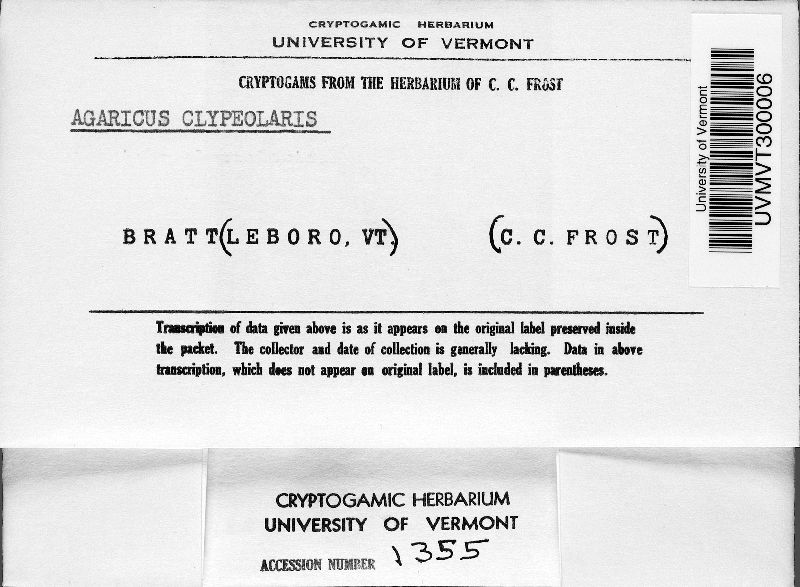 CRYPTOGAMIC HERBARIUM
UNIVERSITY OF VERMONT
CRYPTOGAMS FROM THE HERBARIUM OF C. C. FROST
AGARICUS CLYPEOLARIS
BRATT(LEBORO, VT.) (C. C. FROST)
Transcription of data given above is as it appears on the original label preserved inside
the packet. The collector and date of collection is generally lacking. Data in above
transcription, which does not appear on original label, is included in parentheses.
University of Vermont
UVMVT300006
CRYPTOGAMIC HERBARIUM
UNIVERSITY OF VERMONT
ACCESSION NUMBER 1355